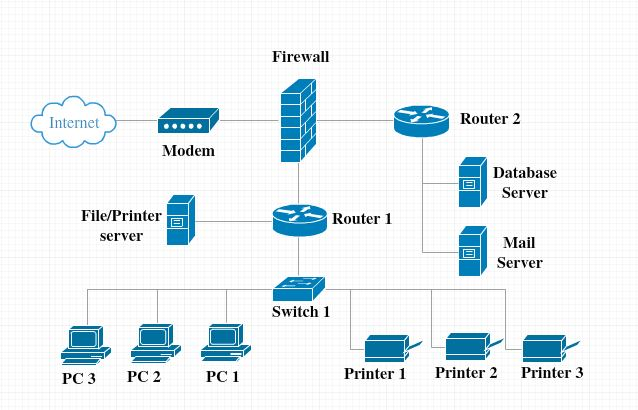 Firewall
Internet
Modem
Router 2
Database
Server
File/Printer
server
Router 1
Mail
Server
Switch 1
PC 3
PC 2
PC 1
Printer 1
Printer 2
Printer 3